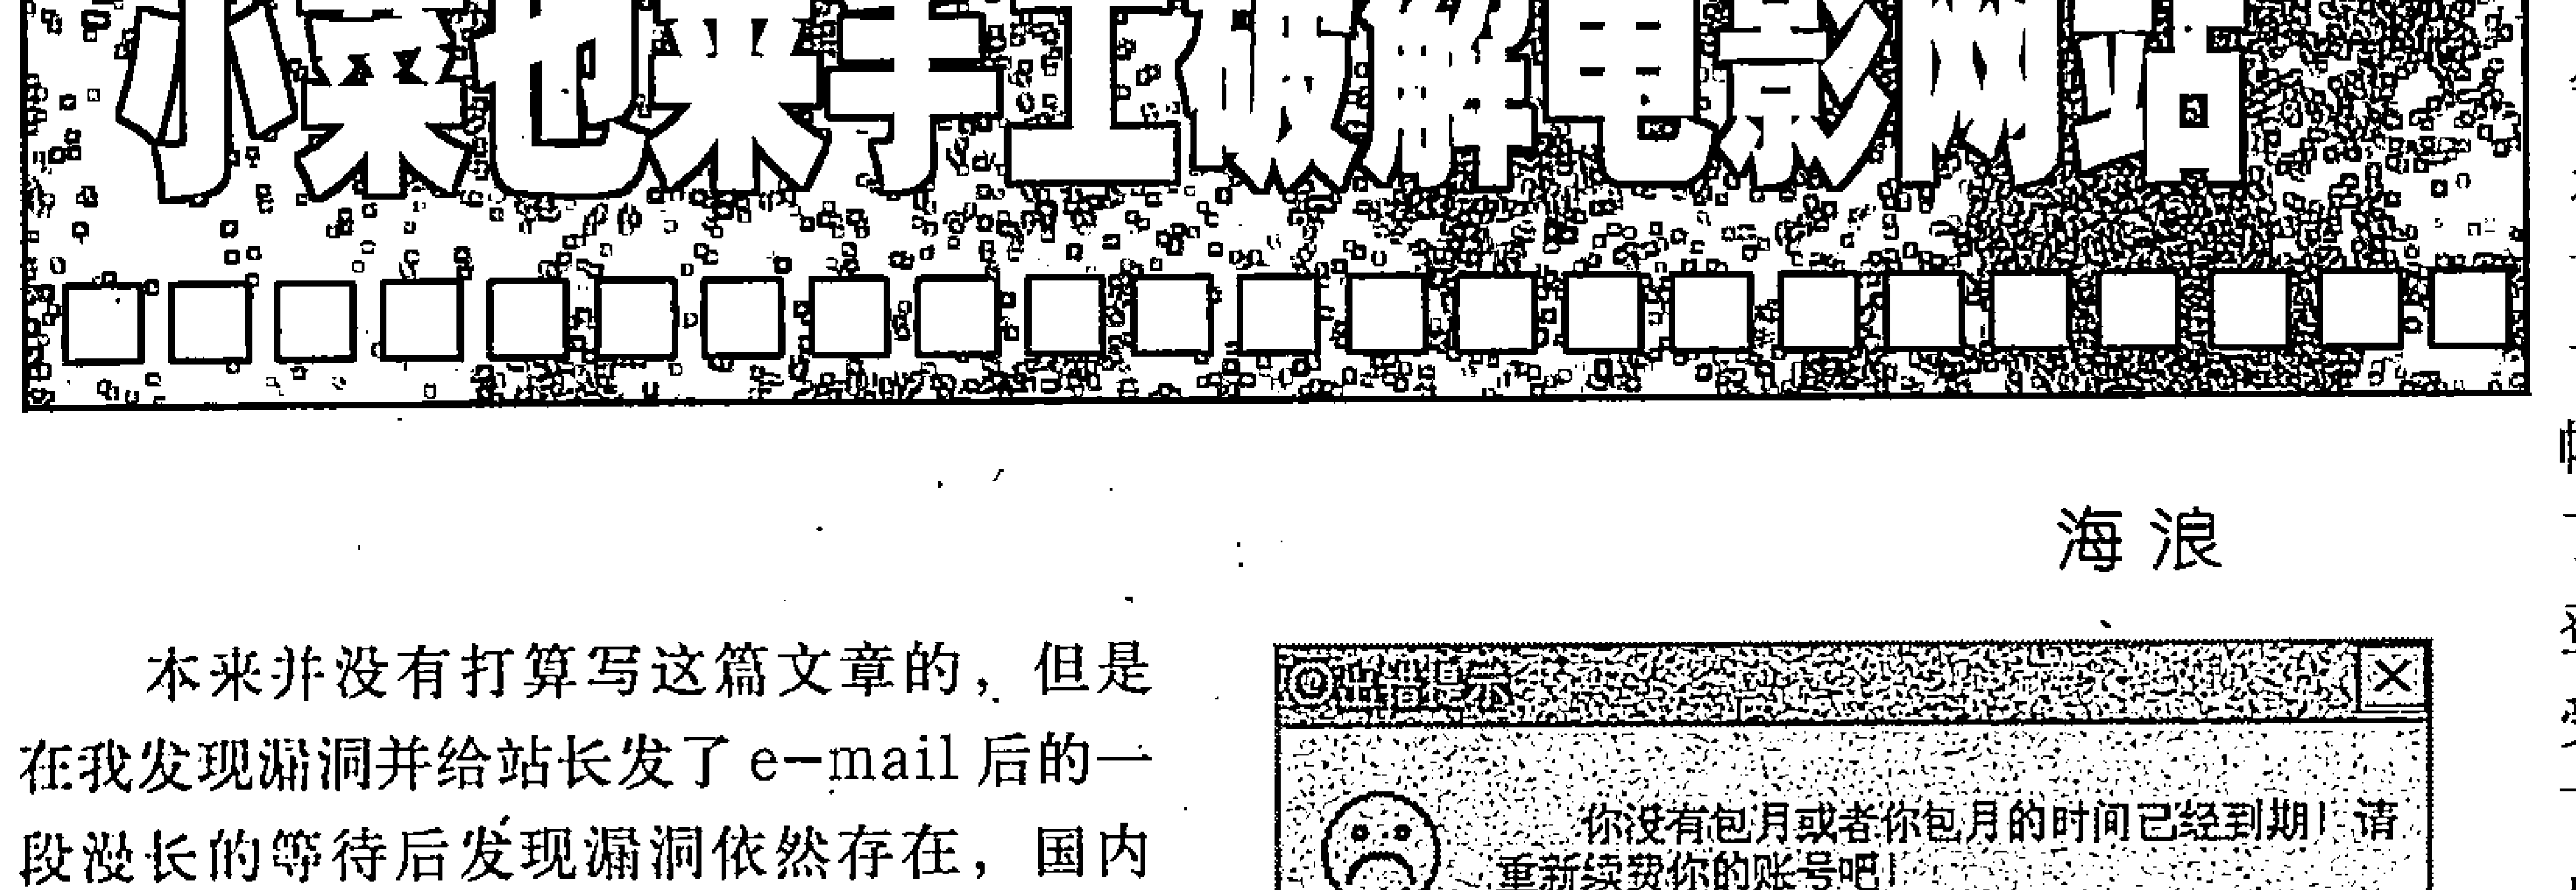 小菜也来手工破解电影网站
海浪
本来并没有打算写这篇文章的，但是
在我发现漏洞并给站长发了e-mail后的一
段漫长的等待后发现漏洞依然存在，国内
出错提示
你没有包月或者你包月的时间已经到期！请
重新续费你的账号吧！